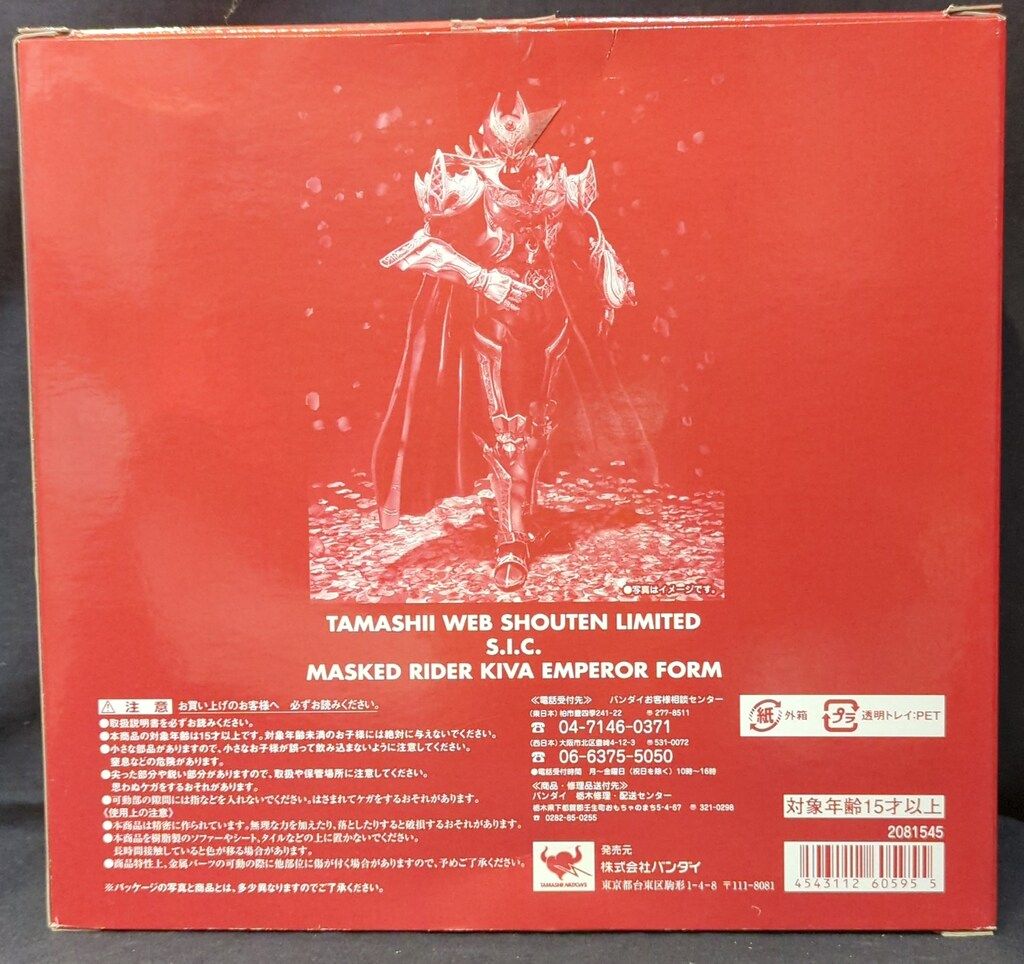 ●写真はイメージです。
TAMASHII WEB SHOUTEN LIMITED
S.I.C.
MASKED RIDER KIVA EMPEROR FORM
注 意 お買い上げのお客様へ 必ずお読みください。
●取扱説明書を必ずお読みください。
●本商品の対象年齢は15才以上です。対象年齢未満のお子様には絶対に与えないでください。
●小さな部品がありますので、小さなお子様が誤って飲み込まないように注意してください。
窒息などの危険があります。
●尖った部分や鋭い部分がありますので、取扱や保管場所に注意してください。
思わぬケガをするおそれがあります。
●可動部の隙間には指などを入れないでください。はさまれてケガをするおそれがあります。
《使用上の注意》
●本商品は精密に作られています。無理な力を加えたり、落としたりすると破損するおそれがあります。
●本商品を樹脂製のソファーやシート、タイルなどの上に置かないでください。
長時間接触していると色が移る場合があります。
●商品特性上、金属パーツの可動の際に他部位に傷が付く場合がありますので、予めご了承ください。
※パッケージの写真と商品とは、多少異なりますのでご了承ください。
≪電話受付先≫ バンダイお客様相談センター
(東日本) 柏市豊四季241-22 〒277-8511
☎ 04-7146-0371
(西日本) 大阪市北区豊崎4-12-3 〒531-0072
☎ 06-6375-5050
●電話受付時間 月〜金曜日 (祝日を除く) 10時〜16時
≪商品・修理品送付先≫
バンダイ 栃木修理・配送センター
栃木県下都賀郡壬生町おもちゃのまち5-4-67 〒321-0298
☎ 0282-85-0255
TAMASHII NATIONS
発売元
株式会社バンダイ
東京都台東区駒形1-4-8 〒111-8081
紙 外箱 プラ 透明トレイ:PET
対象年齢15才以上
2081545
4543112 60595 5